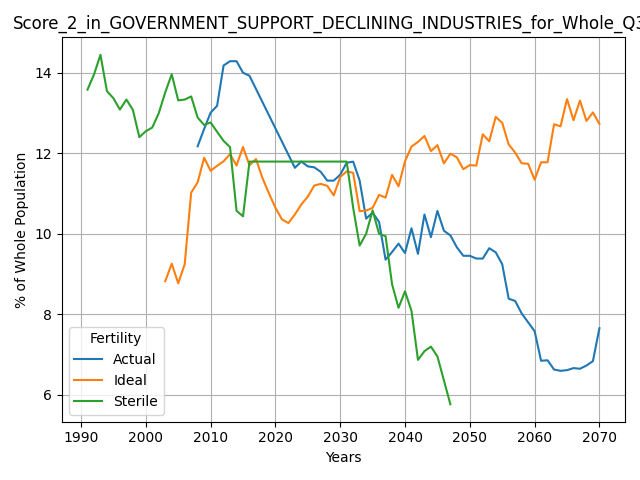 Score_2_in_GOVERNMENT_SUPPORT_DECLINING_INDUSTRIES_for_Whole_Q3
14
12
10
8
6
% of Whole Population
Fertility
Actual
Ideal
Sterile
1990 2000 2010 2020 2030 2040 2050 2060 2070
Years